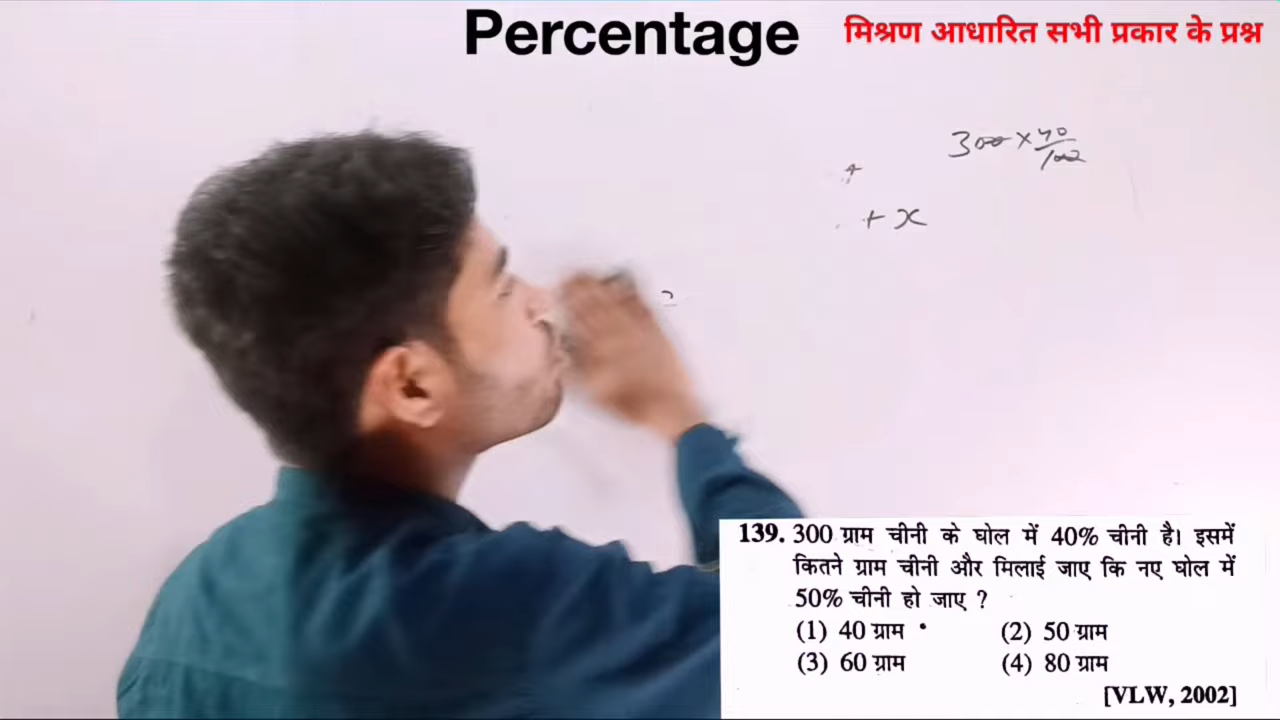 Percentage
मिश्रण आधारित सभी प्रकार के प्रश्न
300 × 40/100
+ x
139. 300 ग्राम चीनी के घोल में 40% चीनी है। इसमें
कितने ग्राम चीनी और मिलाई जाए कि नए घोल में
50% चीनी हो जाए ?
(1) 40 ग्राम (2) 50 ग्राम
(3) 60 ग्राम (4) 80 ग्राम
[VLW, 2002]